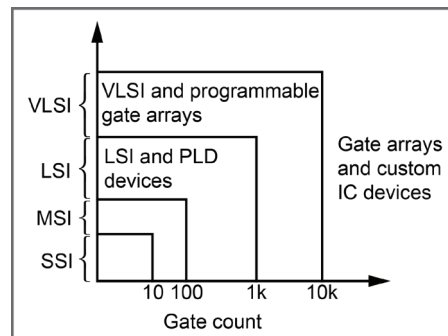 VLSI
VLSI and programmable
gate arrays
LSI
LSI and PLD
devices
Gate arrays
and custom
IC devices
MSI
SSI
10 100 1k 10k
Gate count